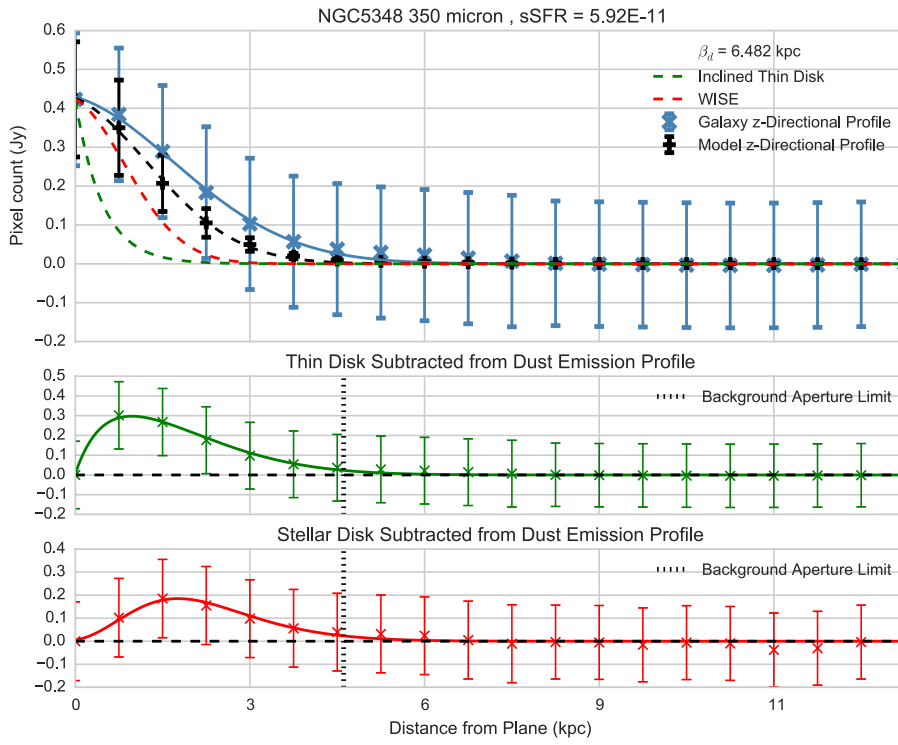 NGC5348 350 micron , sSFR = 5.92E-11
0.6
0.5
0.4
0.3
0.2
0.1
0.0
−0.1
−0.2
Pixel count (Jy)
β_d = 6.482 kpc
Inclined Thin Disk
WISE
Galaxy z-Directional Profile
Model z-Directional Profile
Thin Disk Subtracted from Dust Emission Profile
0.5
0.4
0.3
0.2
0.1
0.0
−0.1
−0.2
Background Aperture Limit
Stellar Disk Subtracted from Dust Emission Profile
0.4
0.3
0.2
0.1
0.0
−0.1
−0.2
Background Aperture Limit
0 3 6 9 11
Distance from Plane (kpc)